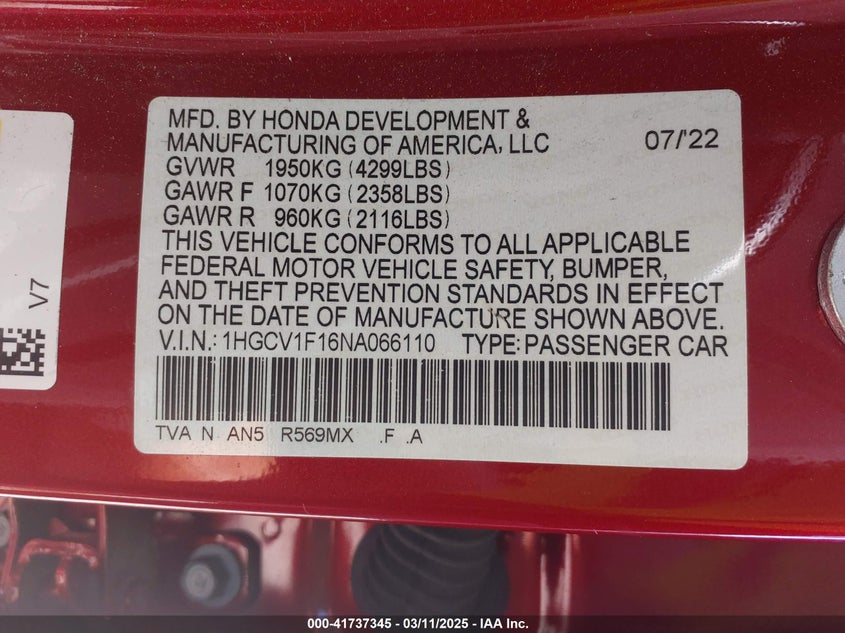 MFD. BY HONDA DEVELOPMENT &
MANUFACTURING OF AMERICA, LLC 07/'22
GVWR 1950KG (4299LBS)
GAWR F 1070KG (2358LBS)
GAWR R 960KG (2116LBS)
THIS VEHICLE CONFORMS TO ALL APPLICABLE
FEDERAL MOTOR VEHICLE SAFETY, BUMPER,
AND THEFT PREVENTION STANDARDS IN EFFECT
ON THE DATE OF MANUFACTURE SHOWN ABOVE.
V.I.N.: 1HGCV1F16NA066110 TYPE: PASSENGER CAR
TVA N AN5 R569MX .F .A
V7
000-41737345 - 03/11/2025 - IAA Inc.